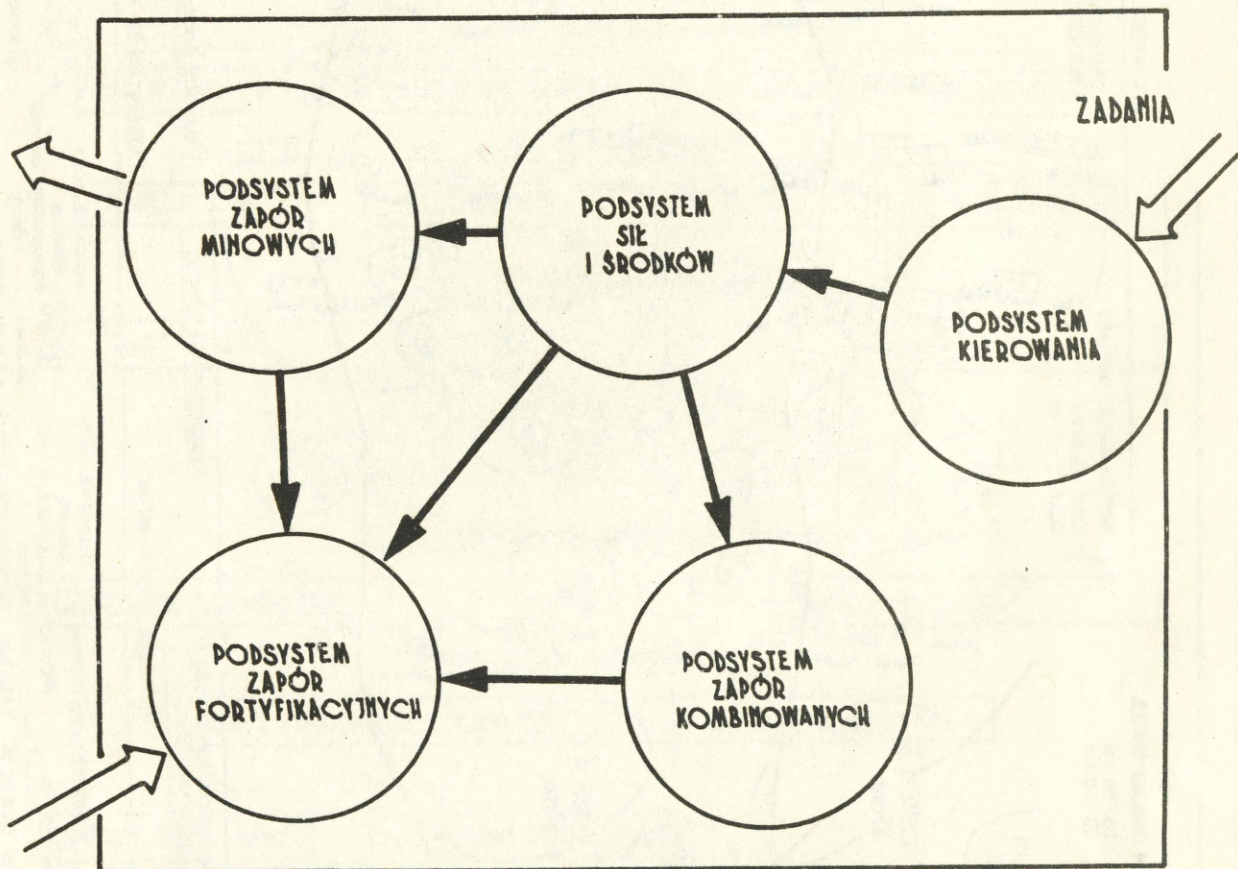 ZADANIA
PODSYSTEM
ZAPÓR
MINOWYCH
PODSYSTEM
SIŁ
I ŚRODKÓW
PODSYSTEM
KIEROWANIA
PODSYSTEM
ZAPÓR
FORTYFIKACYJNYCH
PODSYSTEM
ZAPÓR
KOMBINOWANYCH